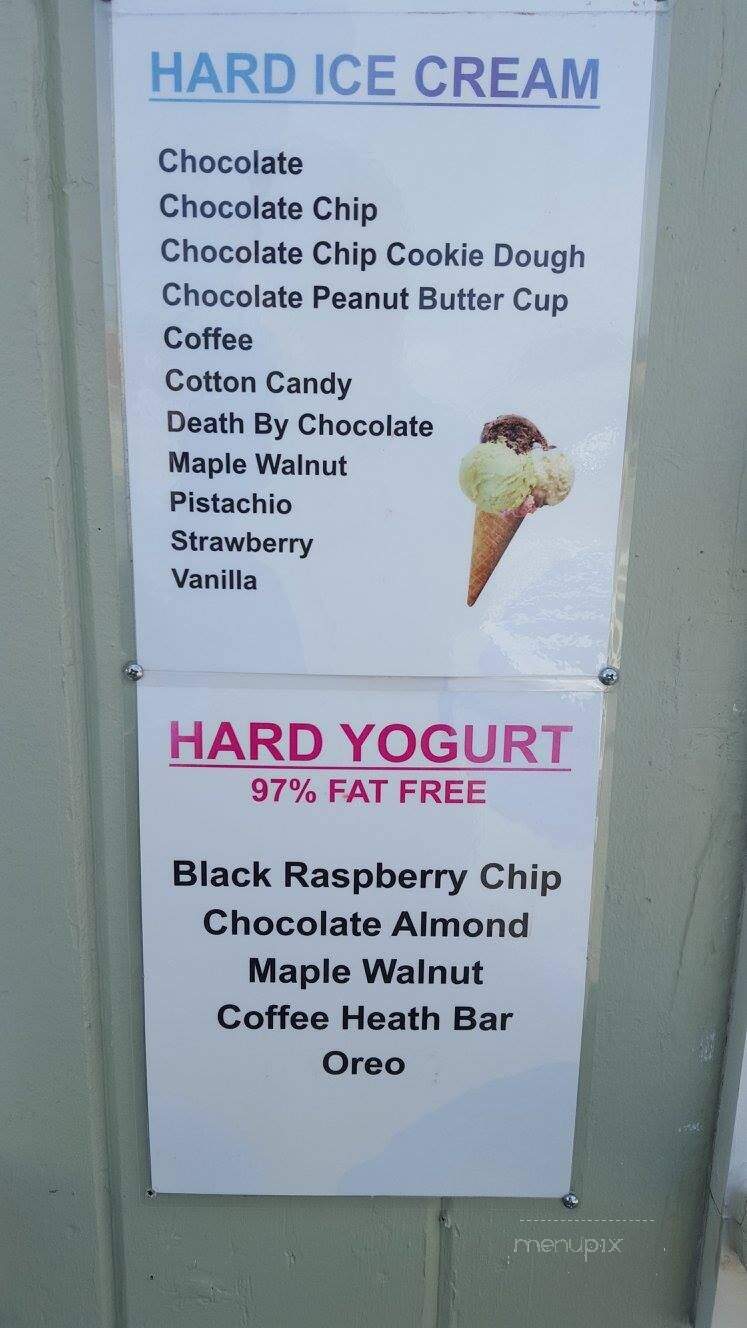 HARD ICE CREAM
Chocolate
Chocolate Chip
Chocolate Chip Cookie Dough
Chocolate Peanut Butter Cup
Coffee
Cotton Candy
Death By Chocolate
Maple Walnut
Pistachio
Strawberry
Vanilla
HARD YOGURT
97% FAT FREE
Black Raspberry Chip
Chocolate Almond
Maple Walnut
Coffee Heath Bar
Oreo
menupix